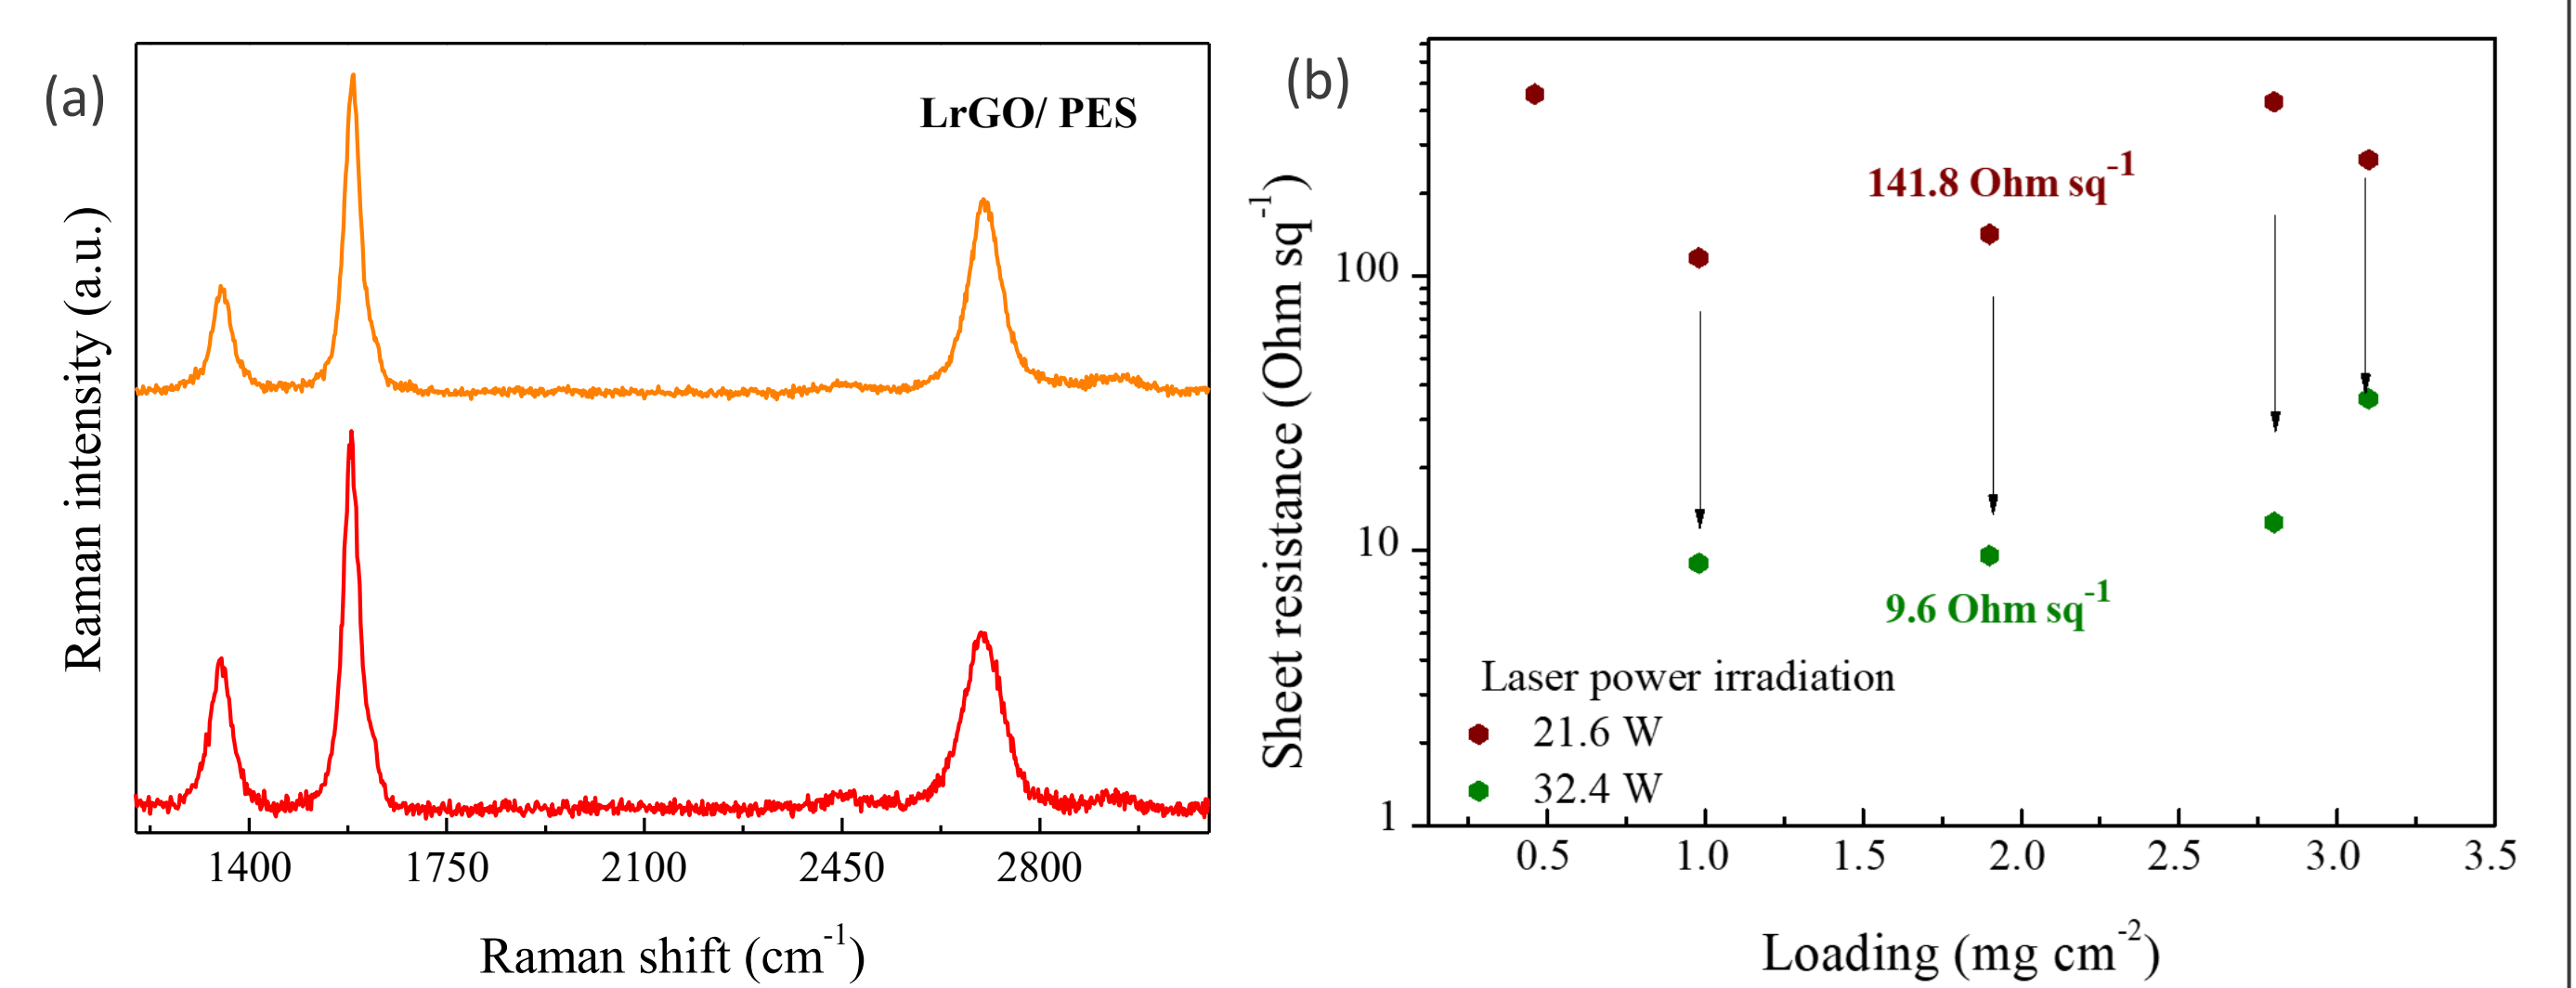 (a)
LrGO/ PES
Raman intensity (a.u.)
1400 1750 2100 2450 2800
Raman shift (cm⁻¹)
(b)
141.8 Ohm sq⁻¹
9.6 Ohm sq⁻¹
Sheet resistance (Ohm sq⁻¹)
100
10
1
Laser power irradiation
21.6 W
32.4 W
0.5 1.0 1.5 2.0 2.5 3.0 3.5
Loading (mg cm⁻²)